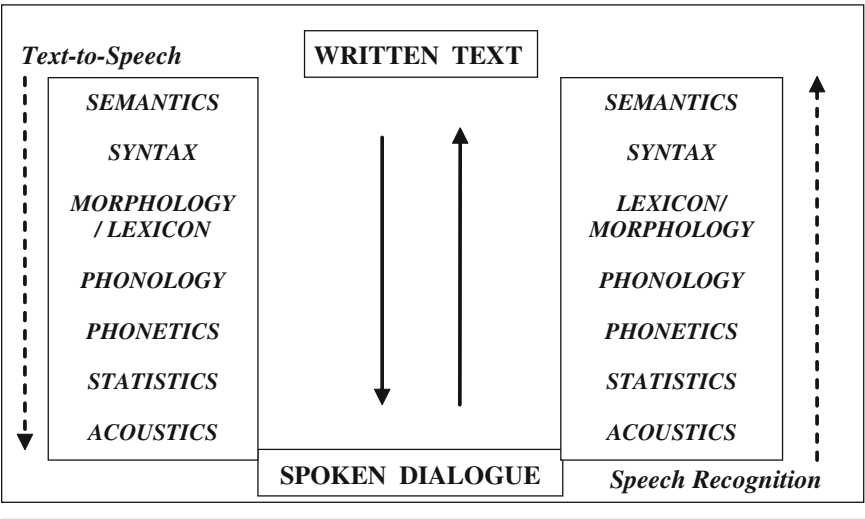 Text-to-Speech
WRITTEN TEXT
SEMANTICS
SYNTAX
MORPHOLOGY
/ LEXICON
PHONOLOGY
PHONETICS
STATISTICS
ACOUSTICS
SEMANTICS
SYNTAX
LEXICON/
MORPHOLOGY
PHONOLOGY
PHONETICS
STATISTICS
ACOUSTICS
SPOKEN DIALOGUE
Speech Recognition